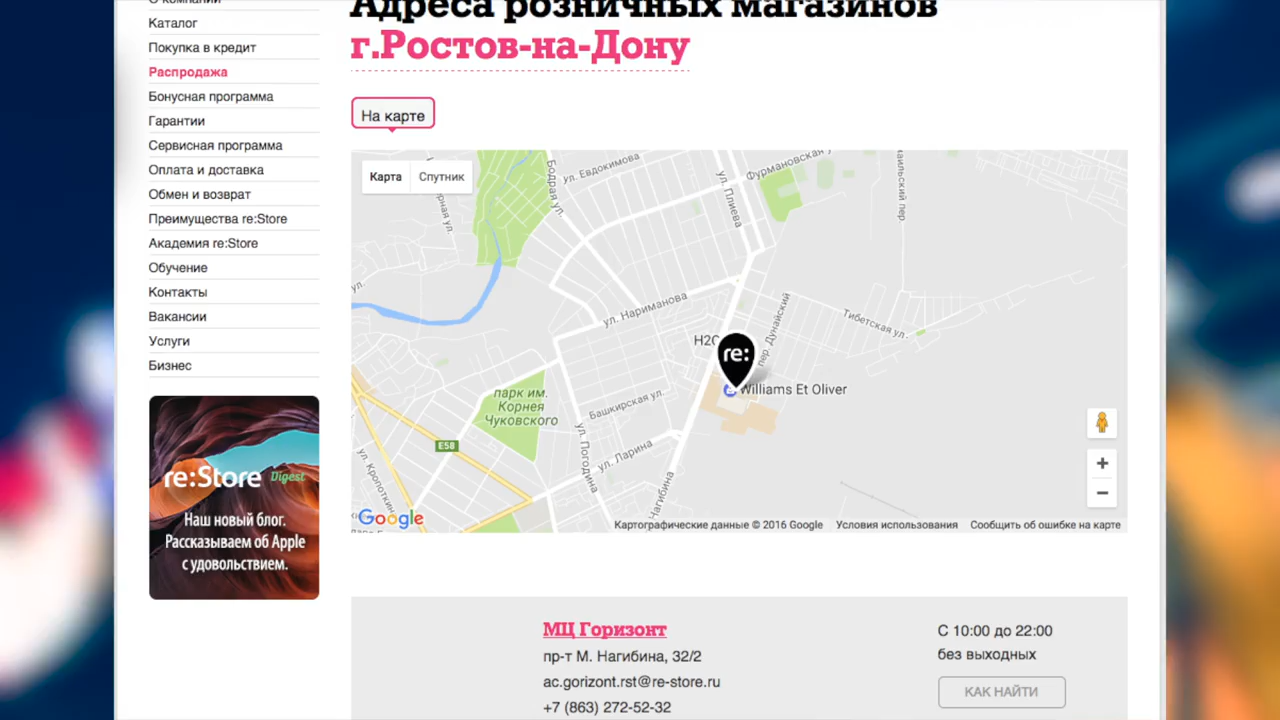 О компании
Каталог
Покупка в кредит
Распродажа
Бонусная программа
Гарантии
Сервисная программа
Оплата и доставка
Обмен и возврат
Преимущества re:Store
Академия re:Store
Обучение
Контакты
Вакансии
Услуги
Бизнес
re:Store Digest
Наш новый блог.
Рассказываем об Apple
с удовольствием.
Адреса розничных магазинов
г.Ростов-на-Дону
На карте
Карта
Спутник
ул. Евдокимова
Бодрая ул.
ул. Плиева
Фурмановская у
ул.
ул. Нариманова
пер. Дунайский
Тибетская ул.
H2O
re:
Williams Et Oliver
парк им.
Корнея
Чуковского
Башкирская ул.
E58
ул. Погодина
ул. Ларина
ул. Кропоткин
Нагибина
Google
Картографические данные © 2016 Google
Условия использования
Сообщить об ошибке на карте
МЦ Горизонт
пр-т М. Нагибина, 32/2
ac.gorizont.rst@re-store.ru
+7 (863) 272-52-32
С 10:00 до 22:00
без выходных
КАК НАЙТИ